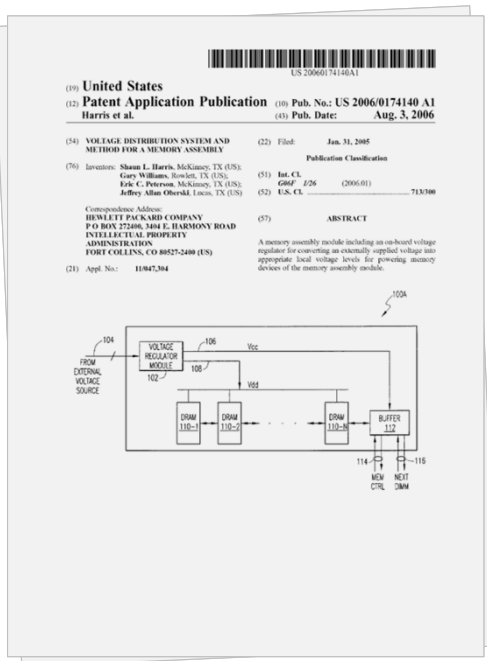 US 20060174140A1
(19) United States
(12) Patent Application Publication (10) Pub. No.: US 2006/0174140 A1
Harris et al. (43) Pub. Date: Aug. 3, 2006
(54) VOLTAGE DISTRIBUTION SYSTEM AND
METHOD FOR A MEMORY ASSEMBLY
(76) Inventors: Shaun L. Harris, McKinney, TX (US);
Gary Williams, Rowlett, TX (US);
Eric C. Peterson, McKinney, TX (US);
Jeffrey Allan Oberski, Lucas, TX (US)
Correspondence Address:
HEWLETT PACKARD COMPANY
P O BOX 272400, 3404 E. HARMONY ROAD
INTELLECTUAL PROPERTY
ADMINISTRATION
FORT COLLINS, CO 80527-2400 (US)
(21) Appl. No.: 11/047,304
(22) Filed: Jan. 31, 2005
Publication Classification
(51) Int. Cl.
G06F 1/26 (2006.01)
(52) U.S. Cl. 713/300
(57) ABSTRACT
A memory assembly module including an on-board voltage
regulator for converting an externally supplied voltage into
appropriate local voltage levels for powering memory
devices of the memory assembly module.
100A
104
FROM
EXTERNAL
VOLTAGE
SOURCE
VOLTAGE
REGULATOR
MODULE
102
106
Vcc
108
Vdd
DRAM
110-1
DRAM
110-2
DRAM
110-N
BUFFER
112
114
116
MEM
CTRL
NEXT
DIMM